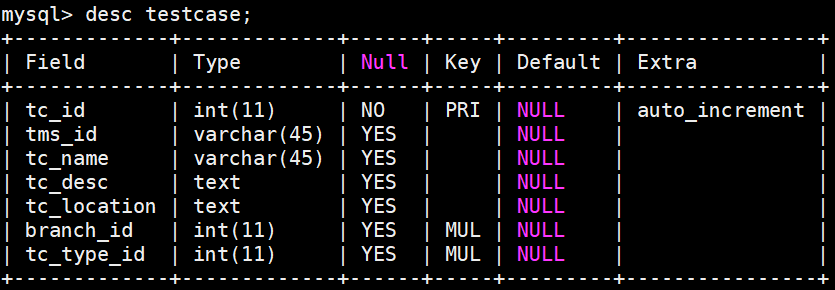 mysql> desc testcase;
+-------------+-------------+------+-----+---------+----------------+
| Field       | Type        | Null | Key | Default | Extra          |
+-------------+-------------+------+-----+---------+----------------+
| tc_id       | int(11)     | NO   | PRI | NULL    | auto_increment |
| tms_id      | varchar(45) | YES  |     | NULL    |                |
| tc_name     | varchar(45) | YES  |     | NULL    |                |
| tc_desc     | text        | YES  |     | NULL    |                |
| tc_location | text        | YES  |     | NULL    |                |
| branch_id   | int(11)     | YES  | MUL | NULL    |                |
| tc_type_id  | int(11)     | YES  | MUL | NULL    |                |
+-------------+-------------+------+-----+---------+----------------+